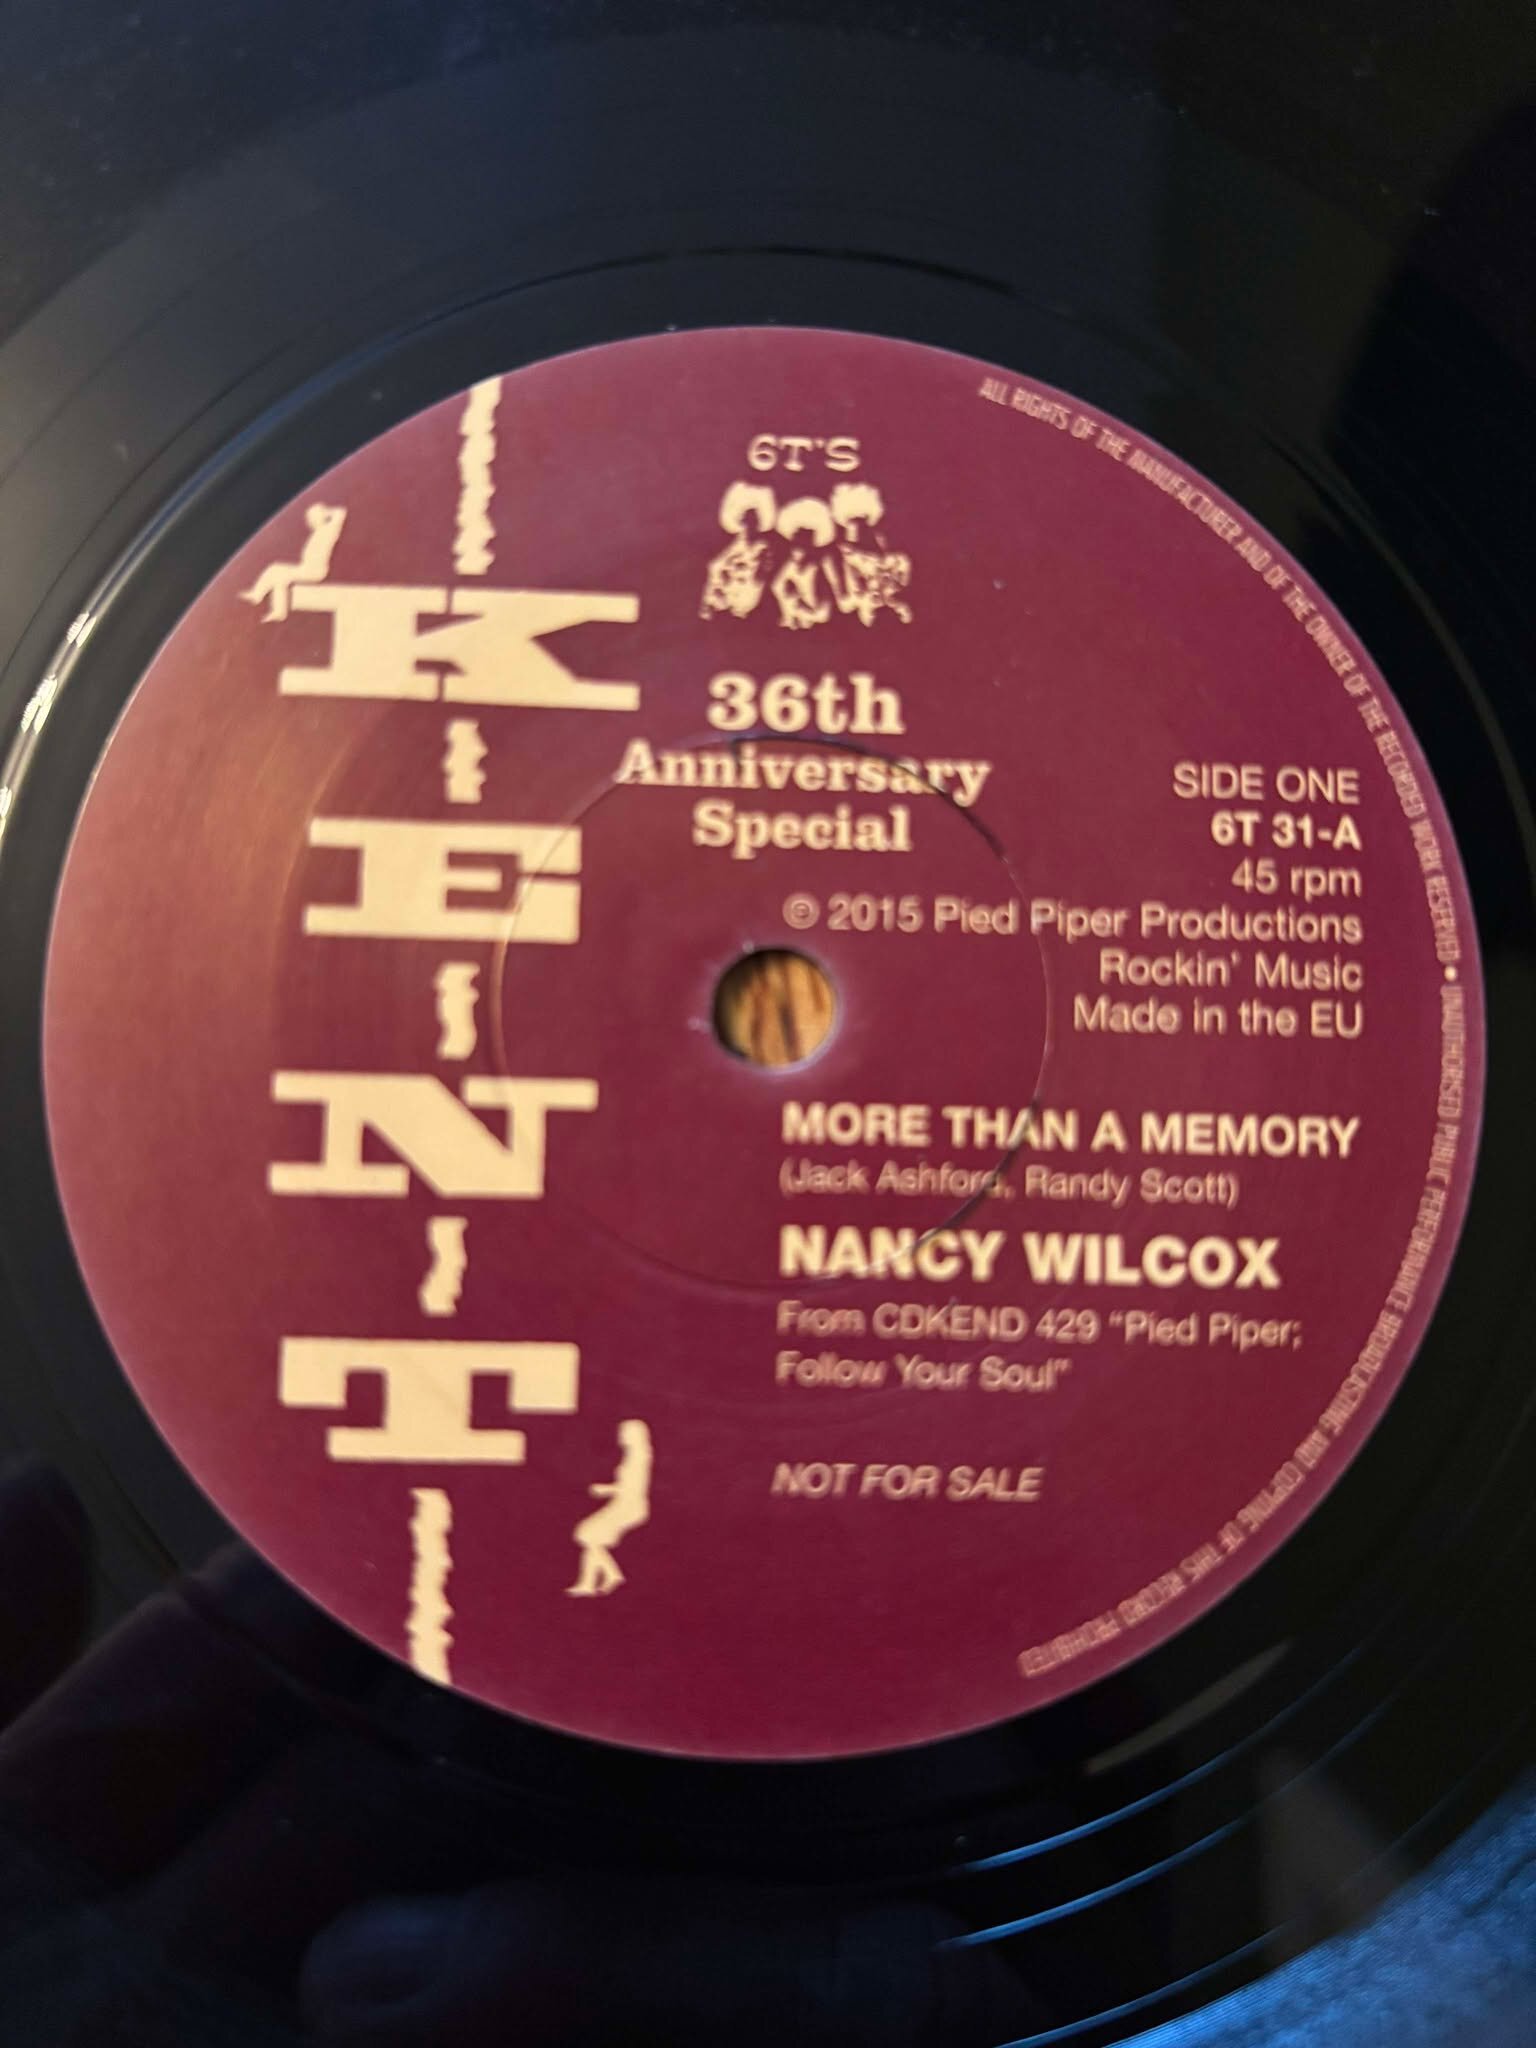 6T'S
KENT
36th
Anniversary
Special
SIDE ONE
6T 31-A
45 rpm
℗ 2015 Pied Piper Productions
Rockin' Music
Made in the EU
MORE THAN A MEMORY
(Jack Ashford, Randy Scott)
NANCY WILCOX
From CDKEND 429 "Pied Piper;
Follow Your Soul"
NOT FOR SALE
ALL RIGHTS OF THE MANUFACTURER AND OF THE OWNER OF THE RECORDED WORK RESERVED • UNAUTHORISED PUBLIC PERFORMANCE BROADCASTING AND COPYING OF THIS RECORD PROHIBITED